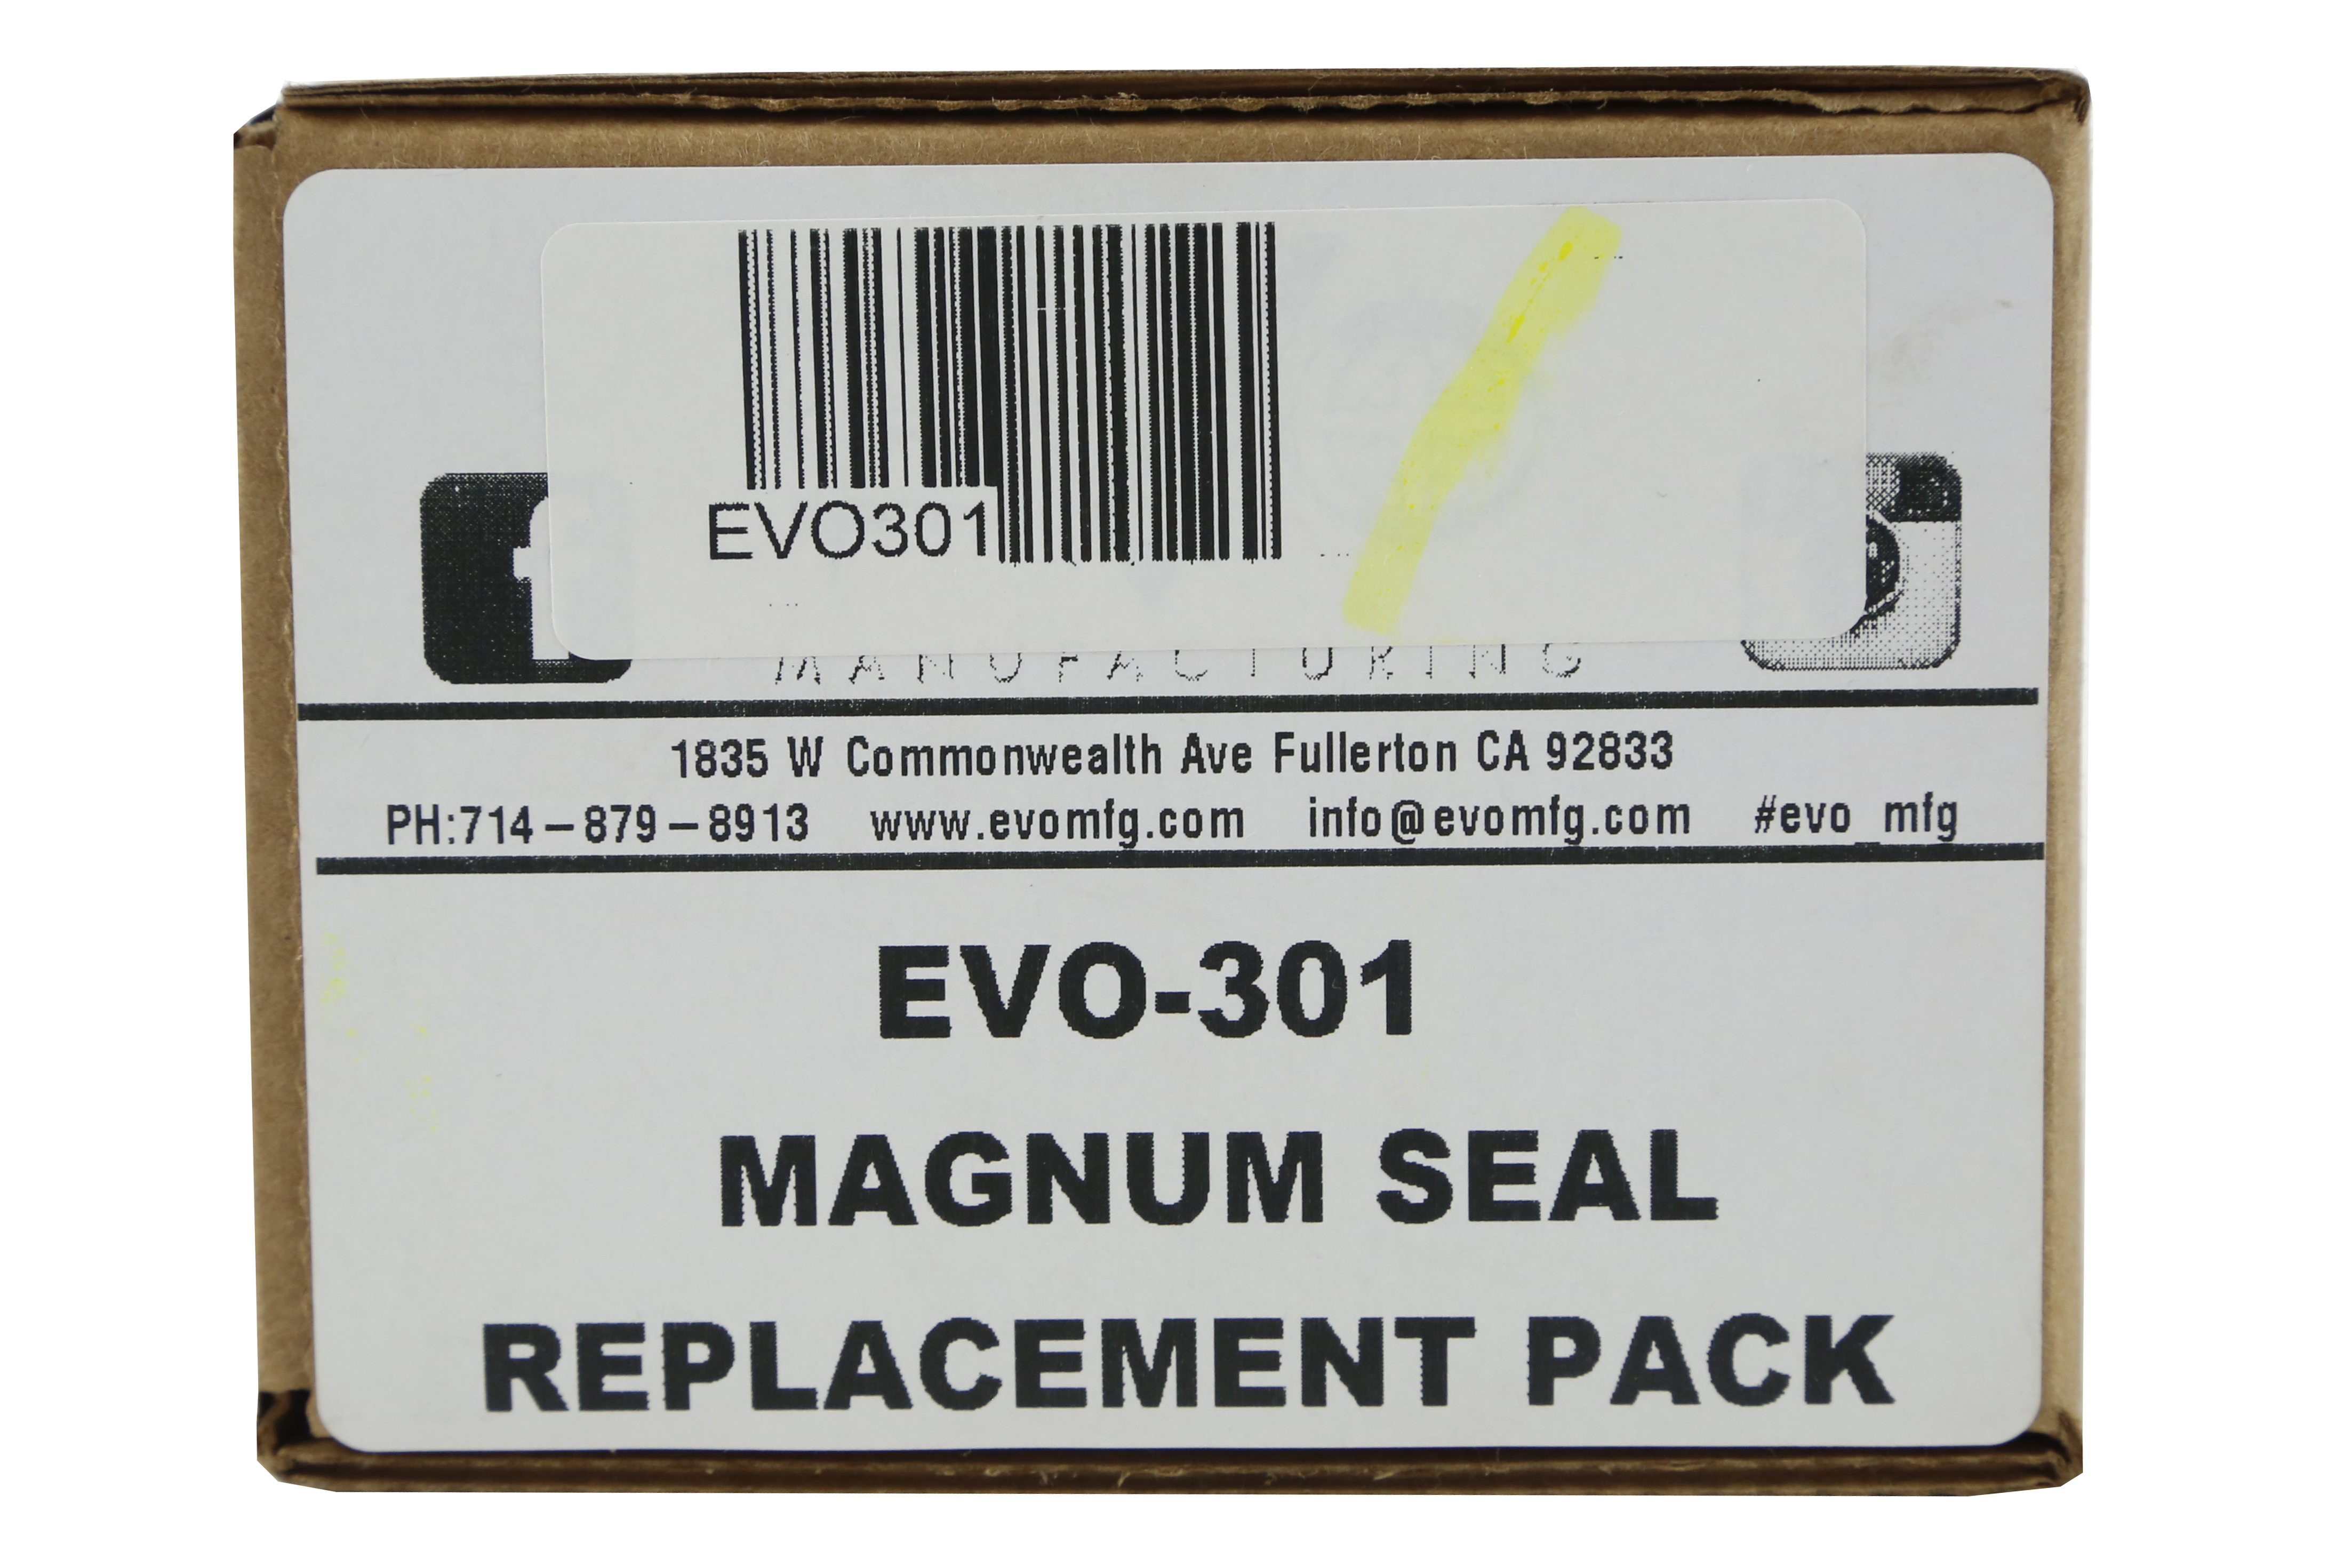 EVO301
MANUFACTURING
1835 W Commonwealth Ave Fullerton CA 92833
PH:714-879-8913 www.evomfg.com info@evomfg.com #evo_mfg
EVO-301
MAGNUM SEAL
REPLACEMENT PACK